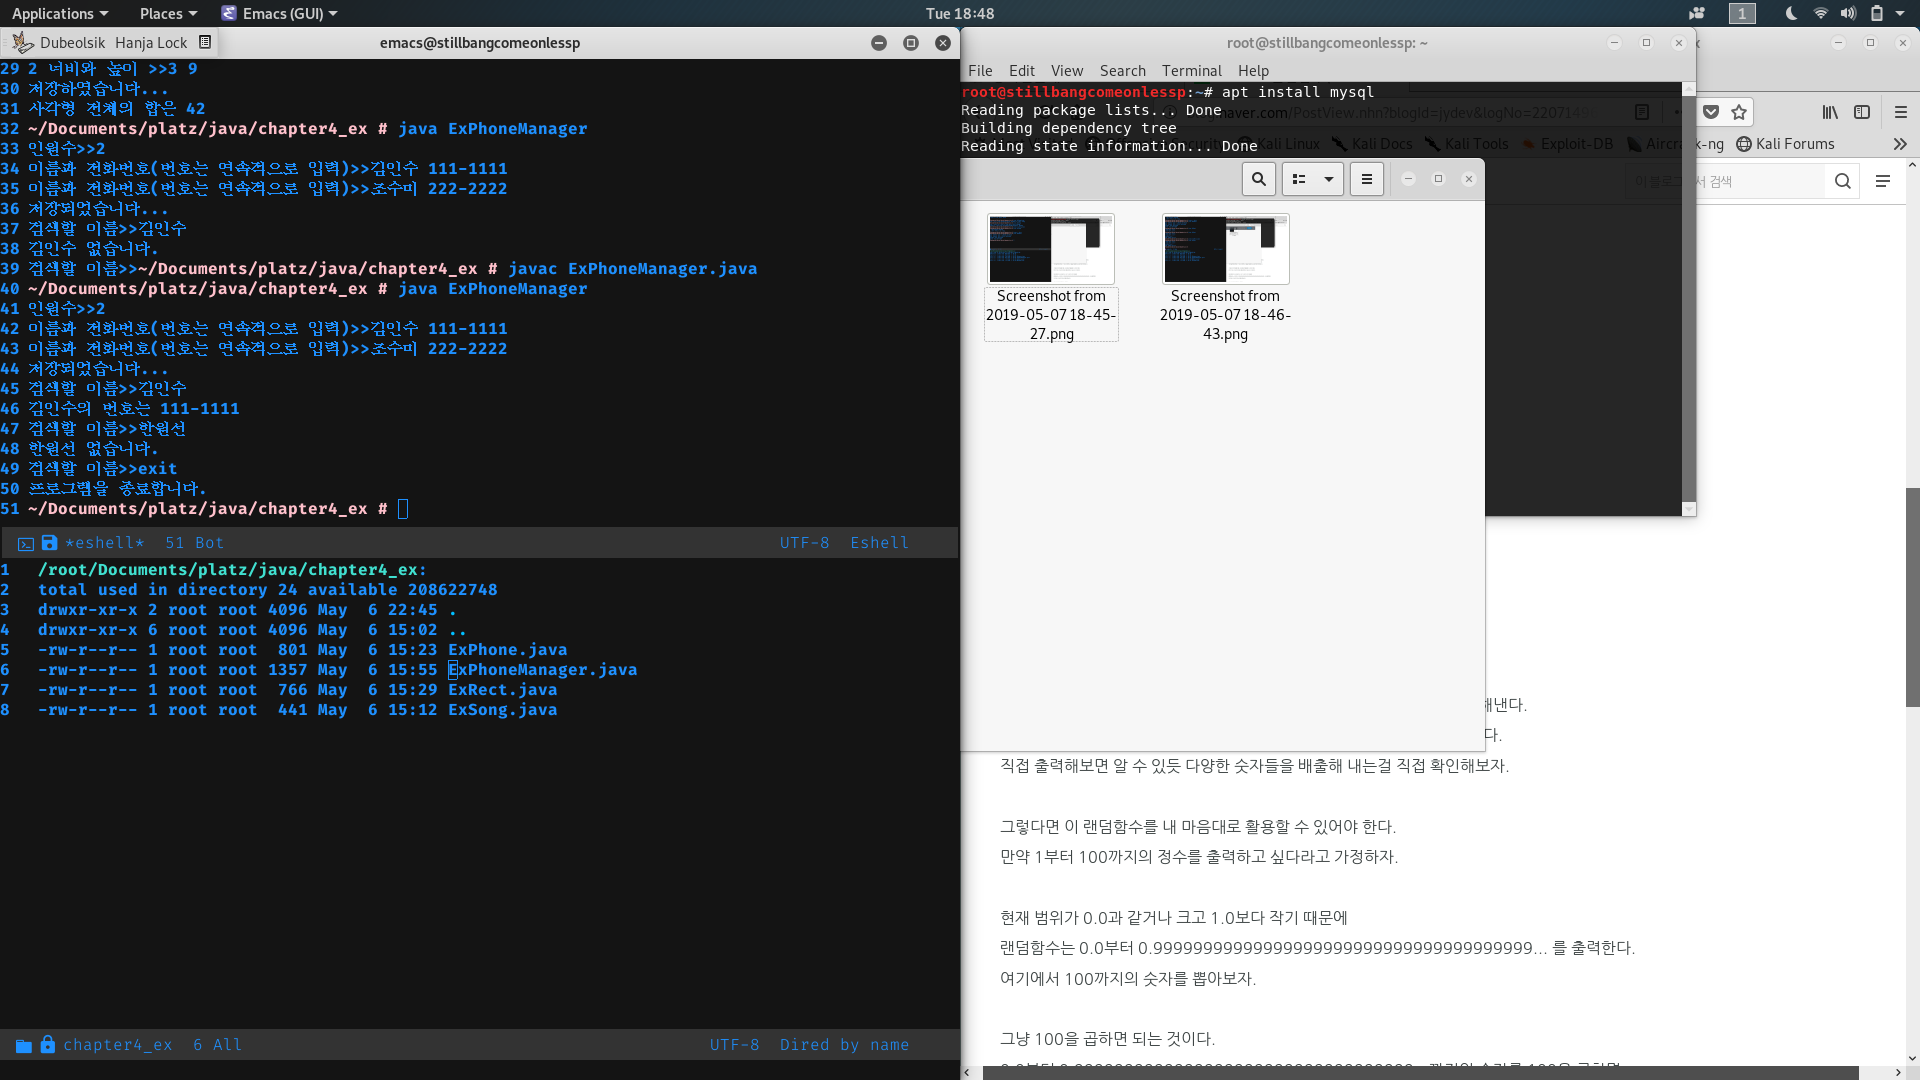 Applications Places Emacs (GUI) Tue 18:48 1
Dubeolsik Hanja Lock emacs@stillbangcomeonlessp
29 2 너비와 높이 >>3 9
30 저장하였습니다...
31 사각형 전체의 합은 42
32 ~/Documents/platz/java/chapter4_ex # java ExPhoneManager
33 인원수>>2
34 이름과 전화번호(번호는 연속적으로 입력)>>김인수 111-1111
35 이름과 전화번호(번호는 연속적으로 입력)>>조수미 222-2222
36 저장되었습니다...
37 검색할 이름>>김인수
38 김인수 없습니다.
39 검색할 이름>>~/Documents/platz/java/chapter4_ex # javac ExPhoneManager.java
40 ~/Documents/platz/java/chapter4_ex # java ExPhoneManager
41 인원수>>2
42 이름과 전화번호(번호는 연속적으로 입력)>>김인수 111-1111
43 이름과 전화번호(번호는 연속적으로 입력)>>조수미 222-2222
44 저장되었습니다...
45 검색할 이름>>김인수
46 김인수의 번호는 111-1111
47 검색할 이름>>한원선
48 한원선 없습니다.
49 검색할 이름>>exit
50 프로그램을 종료합니다.
51 ~/Documents/platz/java/chapter4_ex #
*eshell* 51 Bot UTF-8 Eshell
1 /root/Documents/platz/java/chapter4_ex:
2 total used in directory 24 available 208622748
3 drwxr-xr-x 2 root root 4096 May 6 22:45 .
4 drwxr-xr-x 6 root root 4096 May 6 15:02 ..
5 -rw-r--r-- 1 root root 801 May 6 15:23 ExPhone.java
6 -rw-r--r-- 1 root root 1357 May 6 15:55 ExPhoneManager.java
7 -rw-r--r-- 1 root root 766 May 6 15:29 ExRect.java
8 -rw-r--r-- 1 root root 441 May 6 15:12 ExSong.java
chapter4_ex 6 All UTF-8 Dired by name
root@stillbangcomeonlessp: ~
File Edit View Search Terminal Help
root@stillbangcomeonlessp:~# apt install mysql
Reading package lists... Done
Building dependency tree
Reading state information... Done
naver.com/PostView.nhn?blogId=jydev&logNo=220714
Kali Linux Kali Docs Kali Tools Exploit-DB Aircrack-ng Kali Forums
검색
Screenshot from 2019-05-07 18-45-27.png
Screenshot from 2019-05-07 18-46-43.png
해낸다.
다.
직접 출력해보면 알 수 있듯 다양한 숫자들을 배출해 내는걸 직접 확인해보자.
그렇다면 이 랜덤함수를 내 마음대로 활용할 수 있어야 한다.
만약 1부터 100까지의 정수를 출력하고 싶다라고 가정하자.
현재 범위가 0.0과 같거나 크고 1.0보다 작기 때문에
랜덤함수는 0.0부터 0.99999999999999999999999999999999999999... 를 출력한다.
여기에서 100까지의 숫자를 뽑아보자.
그냥 100을 곱하면 되는 것이다.